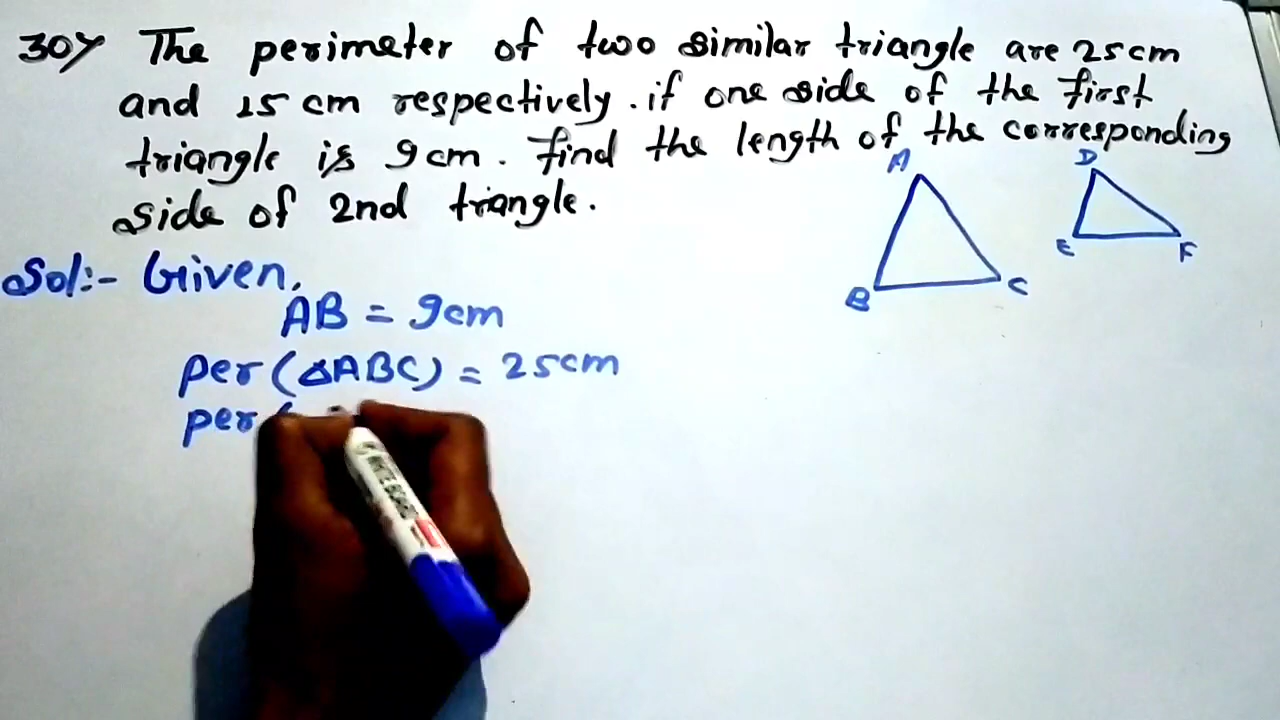 30> The perimeter of two similar triangle are 25cm
and 15 cm respectively . if one side of the first
triangle is 9cm . find the length of the corresponding
side of 2nd triangle .
A
D
E
F
B
C
Sol:- Given,
AB = 9cm
per (△ABC) = 25cm
per (
WHITE BOARD